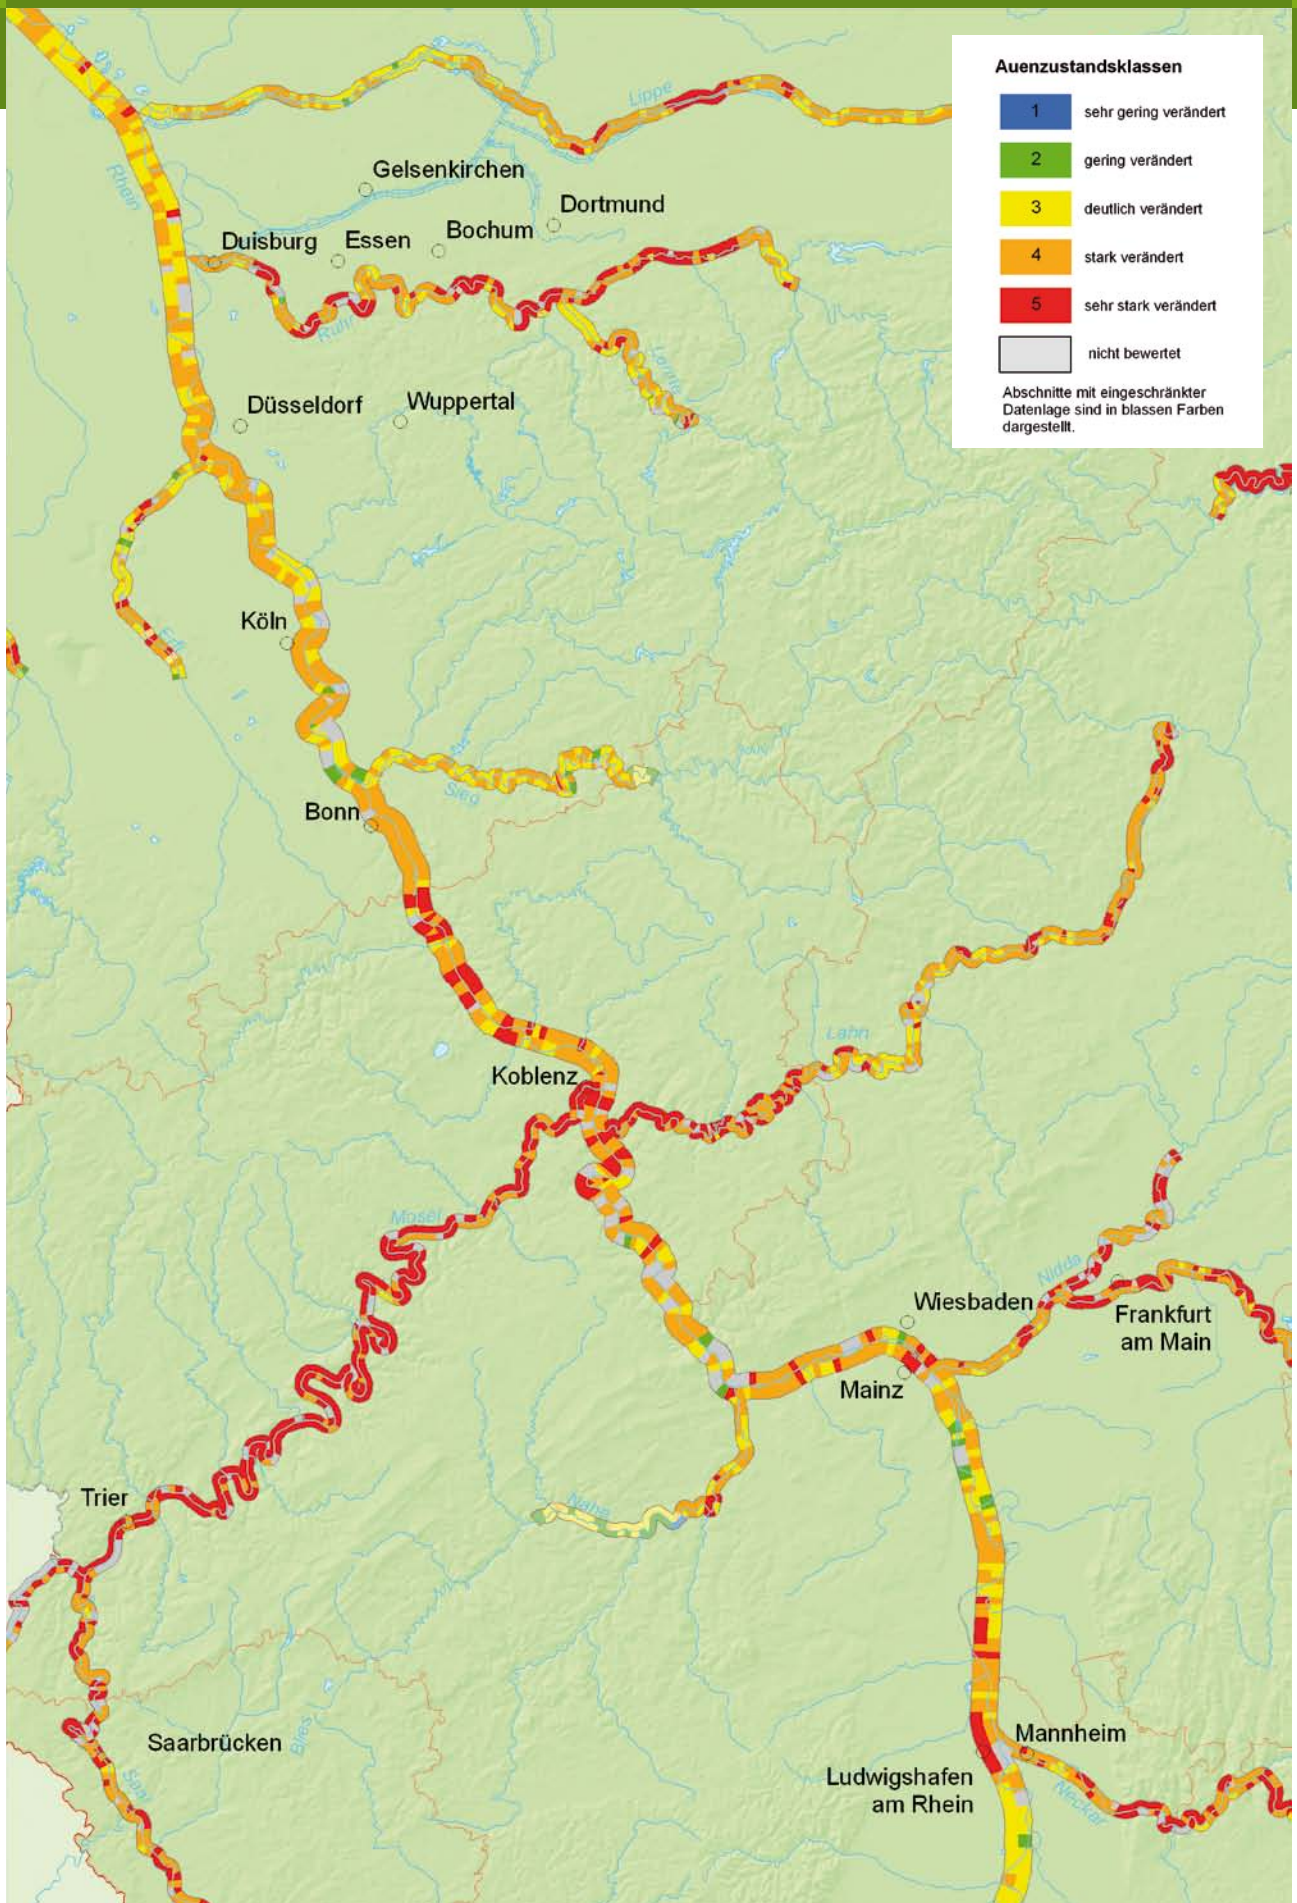 Auenzustandsklassen
1 sehr gering verändert
2 gering verändert
3 deutlich verändert
4 stark verändert
5 sehr stark verändert
nicht bewertet
Abschnitte mit eingeschränkter
Datenlage sind in blassen Farben
dargestellt.
Lippe
Rhein
Gelsenkirchen
Dortmund
Bochum
Duisburg
Essen
Ruhr
Lenne
Düsseldorf
Wuppertal
Köln
Erft
Sieg
Bonn
Lahn
Koblenz
Mosel
Nidda
Wiesbaden
Frankfurt
am Main
Mainz
Trier
Nahe
Saarbrücken
Blies
Saar
Mannheim
Ludwigshafen
am Rhein
Neckar